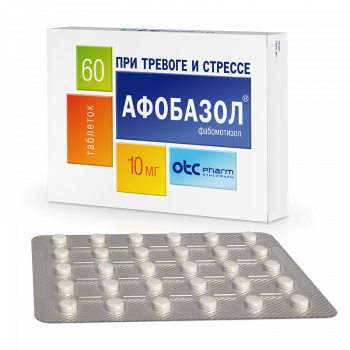 60
ПРИ ТРЕВОГЕ И СТРЕССЕ
таблеток
АФОБАЗОЛ®
фабомотизол
10 мг
otc pharm